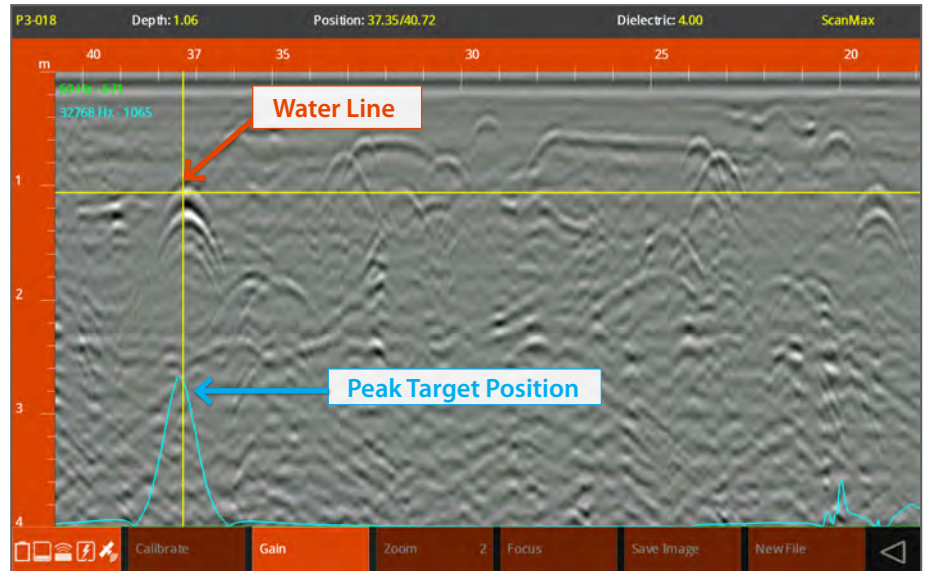 P3-018 Depth: 1.06 Position: 37.35/40.72 Dielectric: 4.00 ScanMax
m 40 37 35 30 25 20
60 Hz - 671
32768 Hz - 1065
Water Line
1
2
Peak Target Position
3
4
Calibrate Gain Zoom 2 Focus Save Image New File